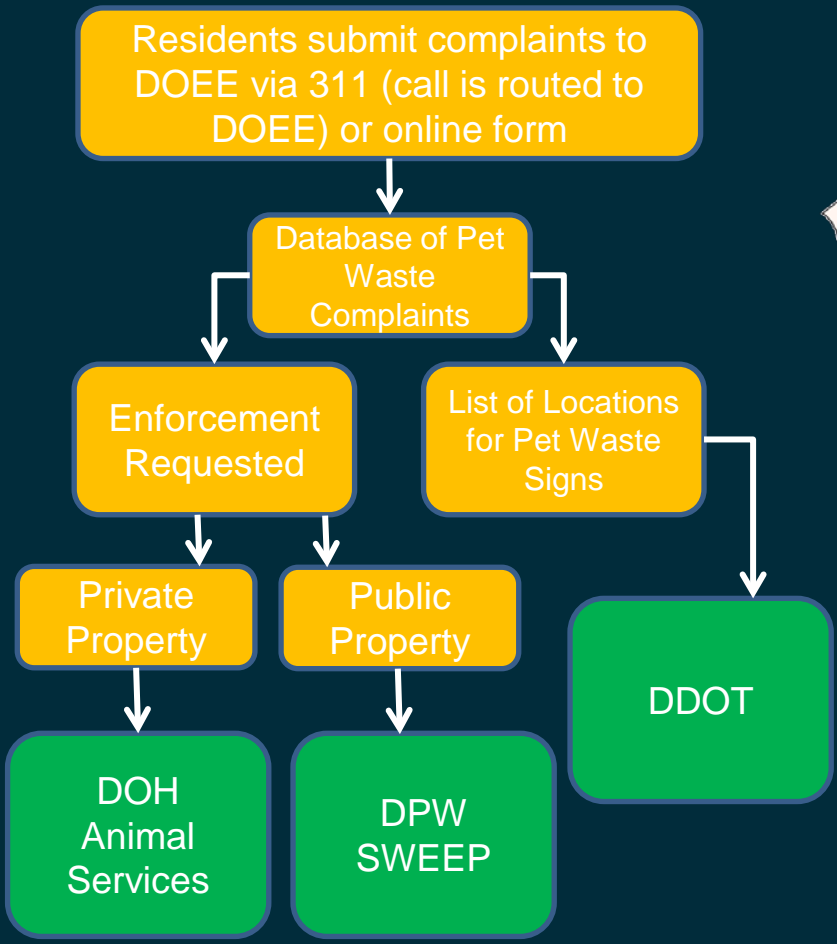 Residents submit complaints to
DOEE via 311 (call is routed to
DOEE) or online form
Database of Pet
Waste
Complaints
Enforcement
Requested
List of Locations
for Pet Waste
Signs
Private
Property
Public
Property
DDOT
DOH
Animal
Services
DPW
SWEEP